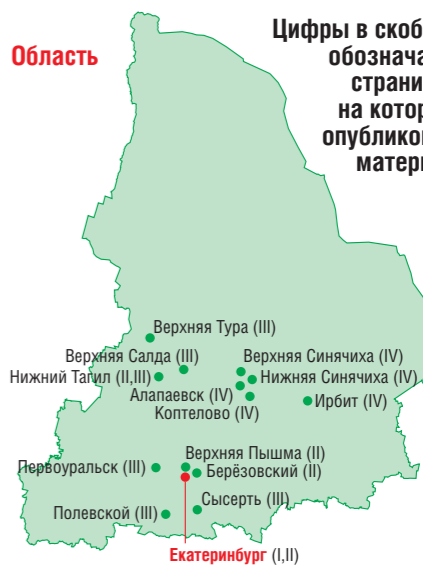 Область
Цифры в скоб
обознача
страни
на котор
опубликов
матери
Верхняя Тура (III)
Верхняя Салда (III)
Верхняя Синячиха (IV)
Нижний Тагил (II,III)
Нижняя Синячиха (IV)
Алапаевск (IV)
Ирбит (IV)
Коптелово (IV)
Верхняя Пышма (II)
Первоуральск (III)
Берёзовский (II)
Сысерть (III)
Полевской (III)
Екатеринбург (I,II)